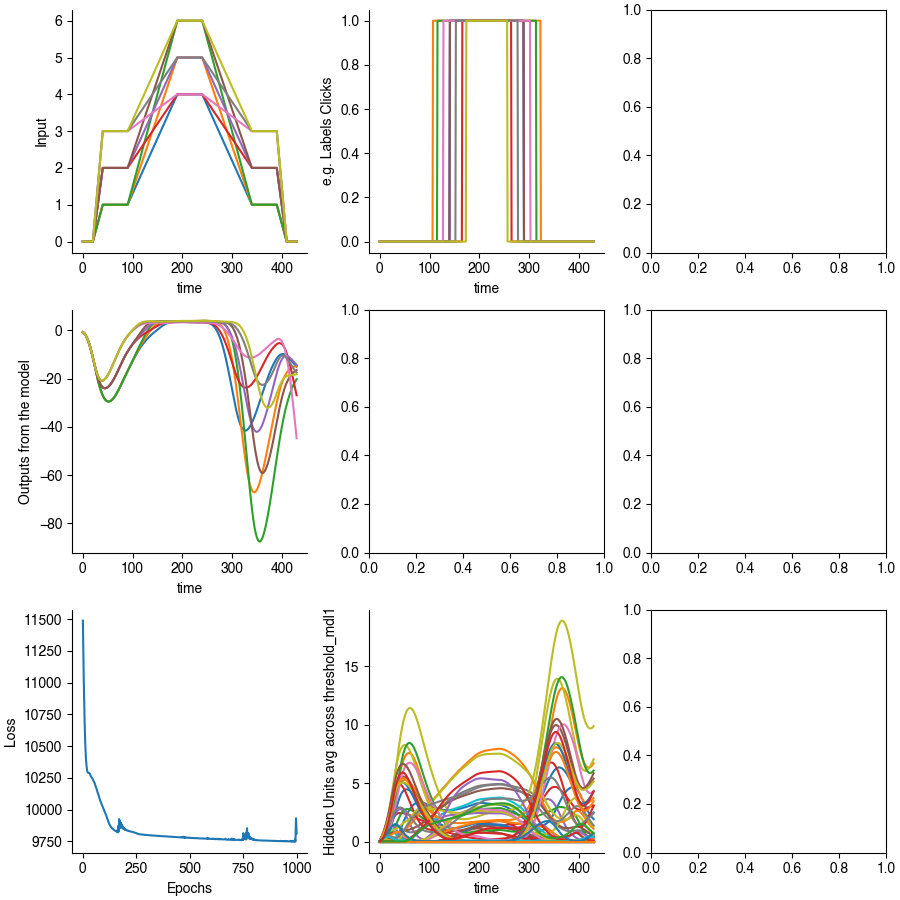 6
5
4
3
2
1
0
Input
0 100 200 300 400
time
1.0
0.8
0.6
0.4
0.2
0.0
e.g. Labels Clicks
0 100 200 300 400
time
1.0
0.8
0.6
0.4
0.2
0.0
0.0 0.2 0.4 0.6 0.8 1.0
0
−20
−40
−60
−80
Outputs from the model
0 100 200 300 400
time
1.0
0.8
0.6
0.4
0.2
0.0
0.0 0.2 0.4 0.6 0.8 1.0
1.0
0.8
0.6
0.4
0.2
0.0
0.0 0.2 0.4 0.6 0.8 1.0
11500
11250
11000
10750
10500
10250
10000
9750
Loss
0 250 500 750 1000
Epochs
15
10
5
0
Hidden Units avg across threshold_mdl1
0 100 200 300 400
time
1.0
0.8
0.6
0.4
0.2
0.0
0.0 0.2 0.4 0.6 0.8 1.0